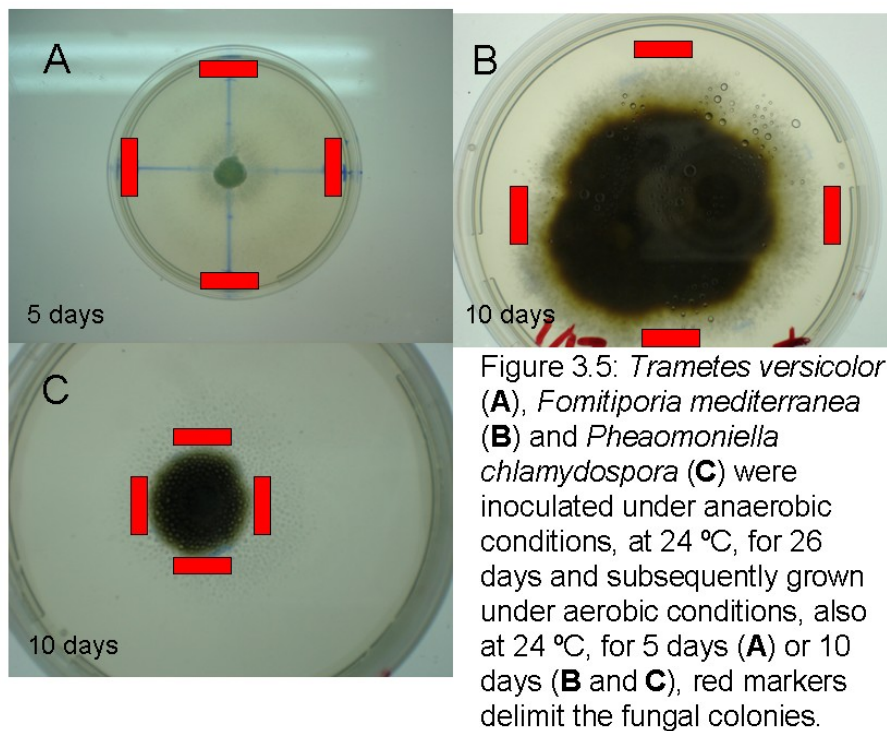 A
5 days
B
10 days
C
10 days
Figure 3.5: Trametes versicolor
(A), Fomitiporia mediterranea
(B) and Pheaomoniella
chlamydospora (C) were
inoculated under anaerobic
conditions, at 24 ºC, for 26
days and subsequently grown
under aerobic conditions, also
at 24 ºC, for 5 days (A) or 10
days (B and C), red markers
delimit the fungal colonies.